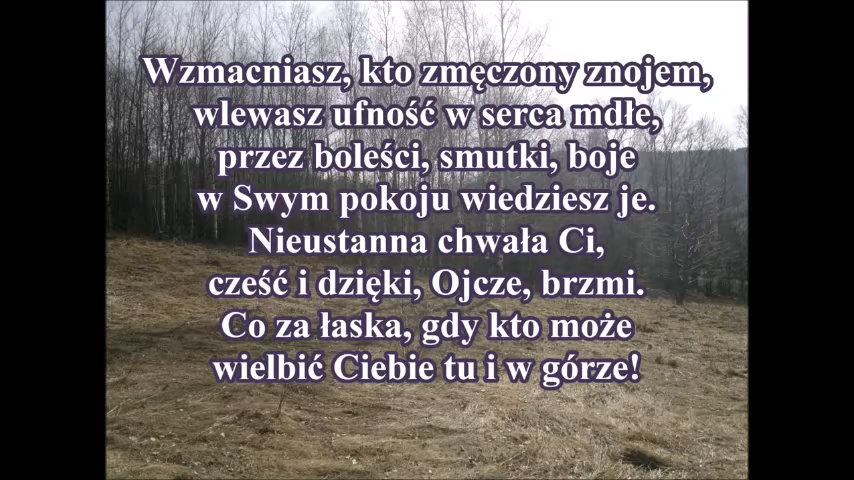 Wzmacniasz, kto zmęczony znojem,
wlewasz ufność w serca mdłe,
przez boleści, smutki, boje
w Swym pokoju wiedziesz je.
Nieustanna chwała Ci,
cześć i dzięki, Ojcze, brzmi.
Co za łaska, gdy kto może
wielbić Ciebie tu i w górze!